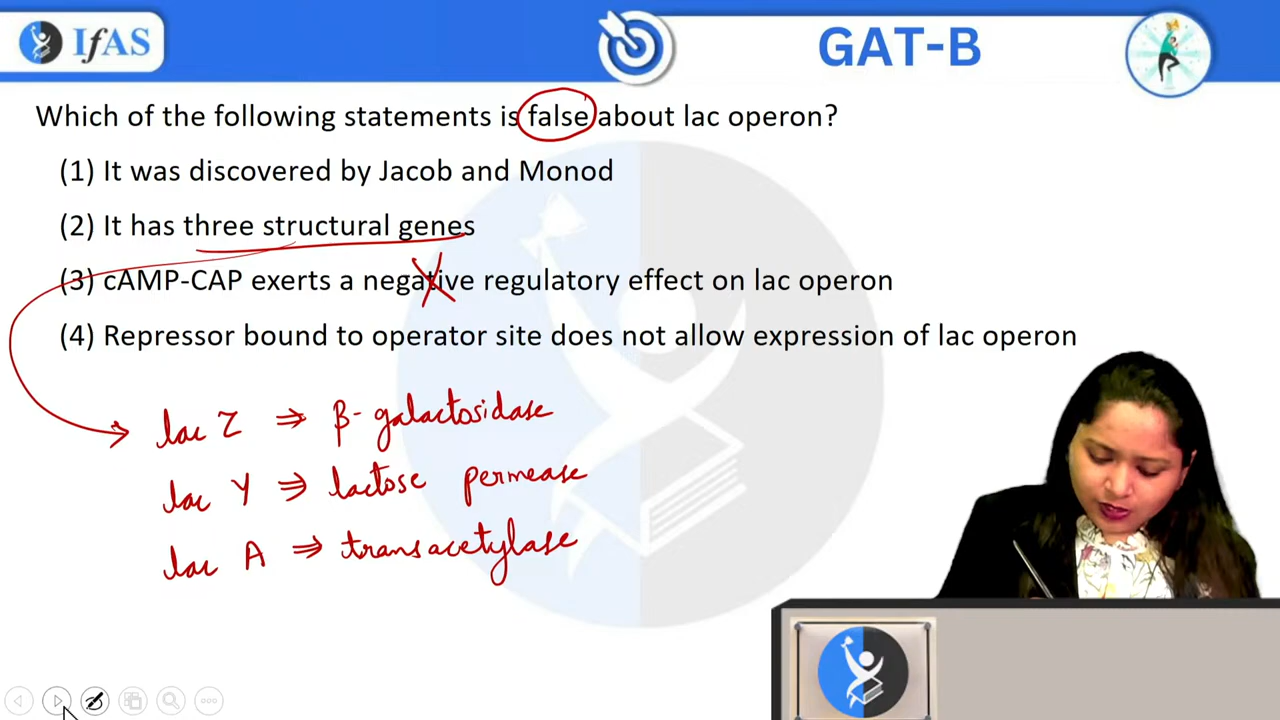 IfAS
GAT-B
Which of the following statements is false about lac operon?
(1) It was discovered by Jacob and Monod
(2) It has three structural genes
(3) cAMP-CAP exerts a negative regulatory effect on lac operon
(4) Repressor bound to operator site does not allow expression of lac operon
lac Z ⇒ β-galactosidase
lac Y ⇒ lactose permease
lac A ⇒ transacetylase